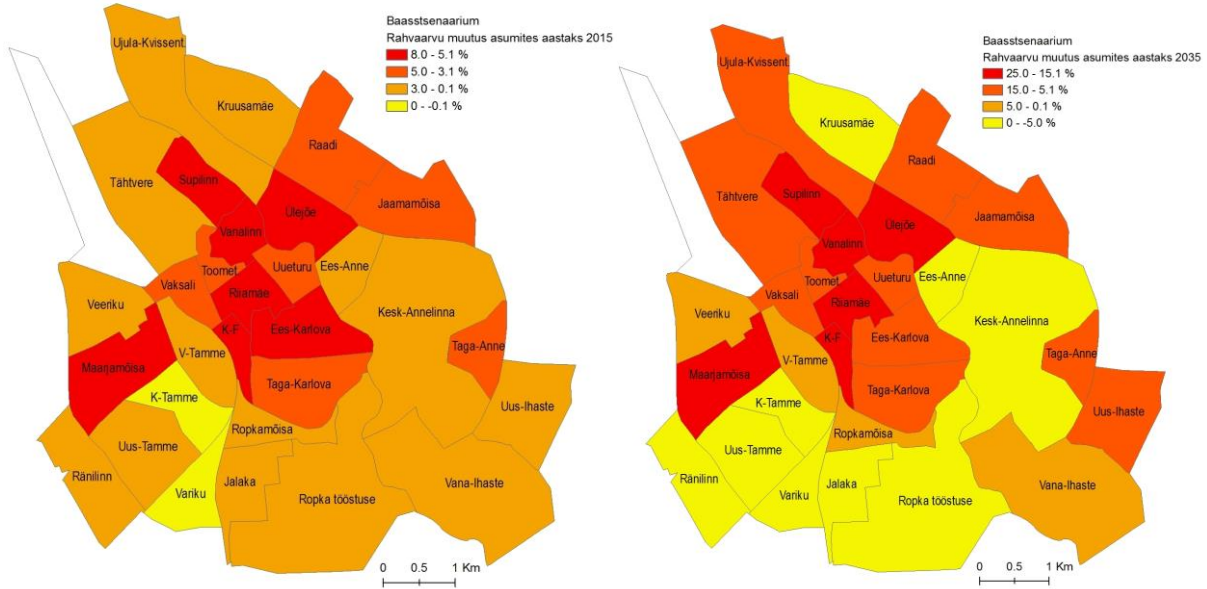 Baasstsenaarium
Rahvaarvu muutus asumites aastaks 2015
8.0 - 5.1 %
5.0 - 3.1 %
3.0 - 0.1 %
0 - -0.1 %
Ujula-Kvissent.
Kruusamäe
Raadi
Tähtvere
Supilinn
Jaamamõisa
Ülejõe
Vanalinn
Toomet.
Uueturu
Ees-Anne
Vaksali
Riiamäe
Veeriku
Kesk-Annelinna
K-F
Ees-Karlova
V-Tamme
Taga-Anne
Maarjamõisa
Taga-Karlova
K-Tamme
Uus-Ihaste
Ropkamõisa
Uus-Tamme
Ränilinn
Jalaka
Vana-Ihaste
Variku
Ropka tööstuse
0 0.5 1 Km
Baasstsenaarium
Rahvaarvu muutus asumites aastaks 2035
25.0 - 15.1 %
15.0 - 5.1 %
5.0 - 0.1 %
0 - -5.0 %
Ujula-Kvissent.
Kruusamäe
Raadi
Tähtvere
Supilinn
Jaamamõisa
Ülejõe
Vanalinn
Toomet.
Uueturu
Ees-Anne
Vaksali
Riiamäe
Veeriku
Kesk-Annelinna
K-F
Ees-Karlova
V-Tamme
Taga-Anne
Maarjamõisa
Taga-Karlova
K-Tamme
Uus-Ihaste
Ropkamõisa
Uus-Tamme
Ränilinn
Jalaka
Vana-Ihaste
Variku
Ropka tööstuse
0 0.5 1 Km